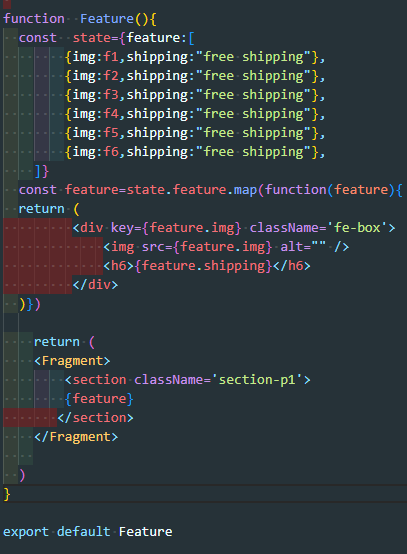 function Feature(){
const state={feature:[
{img:f1,shipping:"free shipping"},
{img:f2,shipping:"free shipping"},
{img:f3,shipping:"free shipping"},
{img:f4,shipping:"free shipping"},
{img:f5,shipping:"free shipping"},
{img:f6,shipping:"free shipping"},
]}
const feature=state.feature.map(function(feature){
return (
<div key={feature.img} className='fe-box'>
<img src={feature.img} alt="" />
<h6>{feature.shipping}</h6>
</div>
)})
return (
<Fragment>
<section className='section-p1'>
{feature}
</section>
</Fragment>
)
}
export default Feature